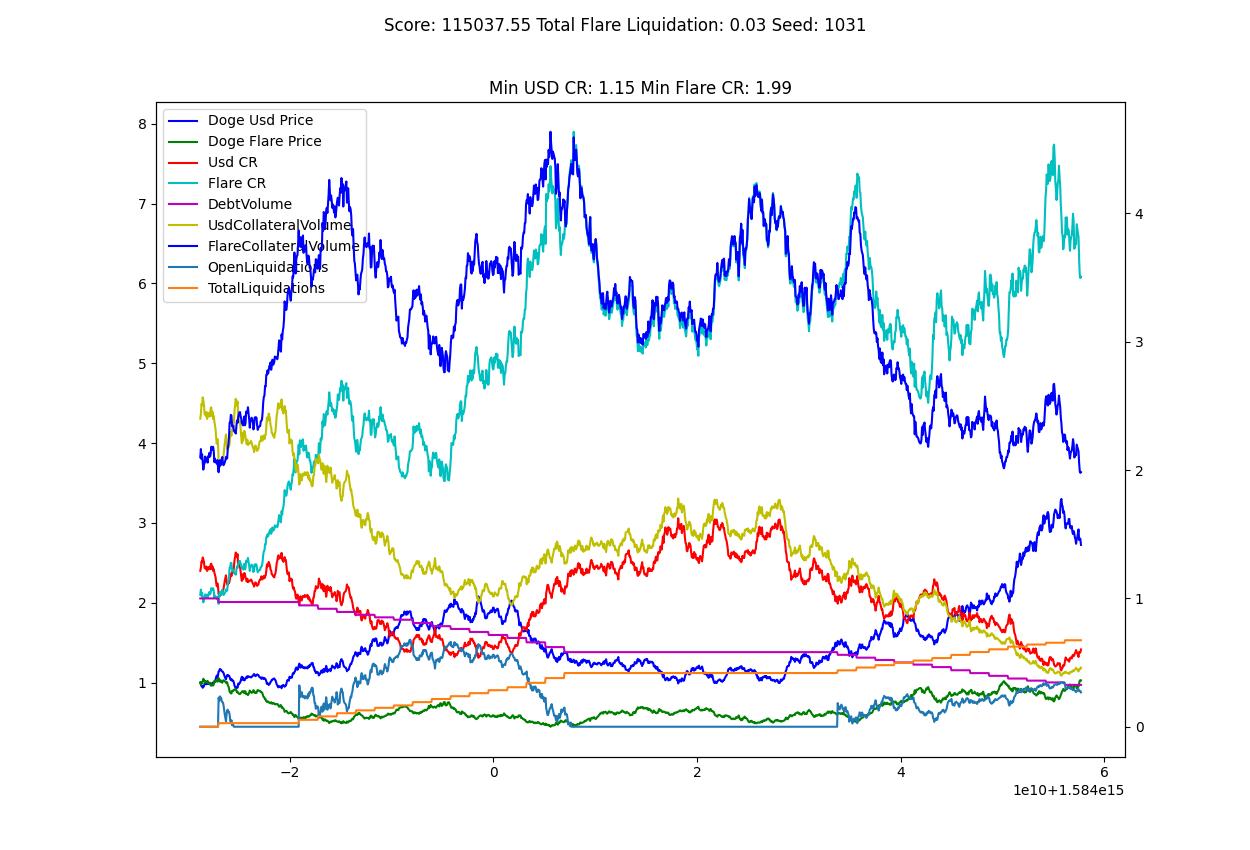 Score: 115037.55 Total Flare Liquidation: 0.03 Seed: 1031
Min USD CR: 1.15 Min Flare CR: 1.99
8
7
6
5
4
3
2
1
Doge Usd Price
Doge Flare Price
Usd CR
Flare CR
DebtVolume
UsdCollateralVolume
FlareCollateralVolume
OpenLiquidations
TotalLiquidations
4
3
2
1
0
−2
0
2
4
6
1e10+1.584e15